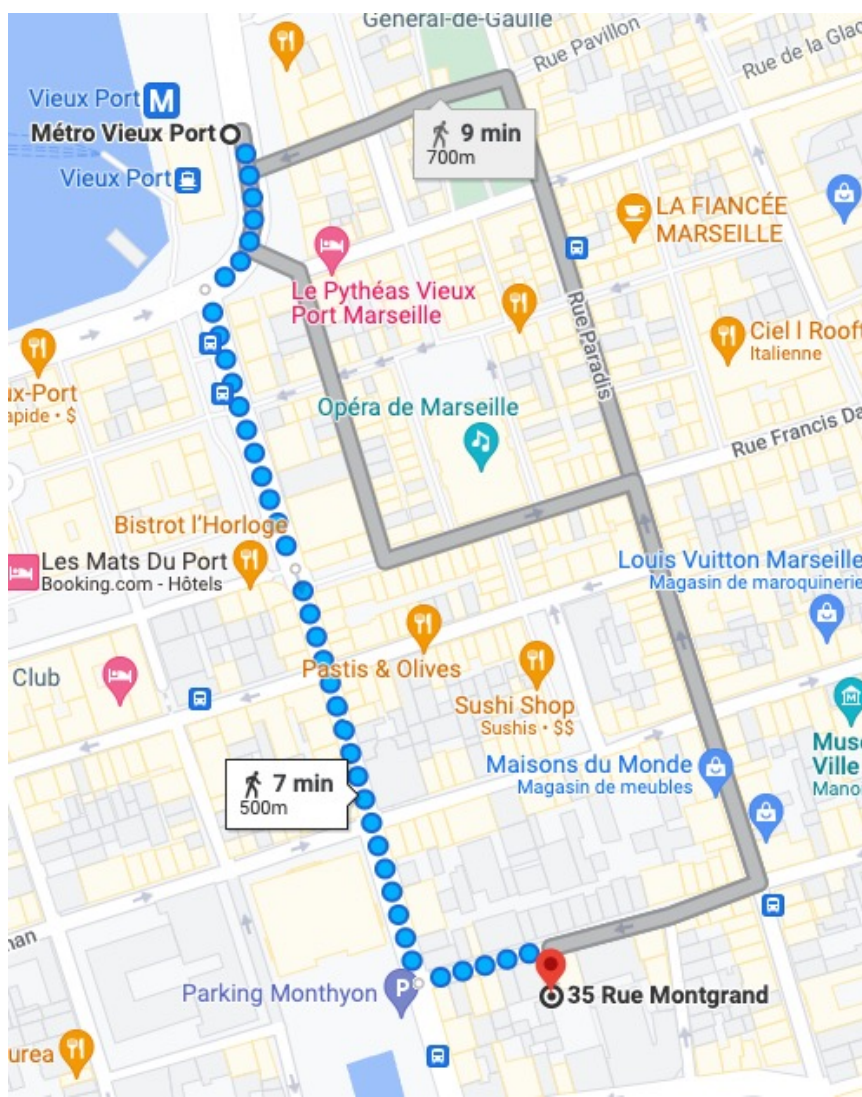 Général-de-Gaulle
Rue Pavillon
Rue de la Glac
Vieux Port M
Métro Vieux Port
9 min
700m
Vieux Port
LA FIANCÉE
MARSEILLE
Le Pythéas Vieux
Port Marseille
Rue Paradis
Ciel l Rooft
Italienne
ux-Port
apide • $
Opéra de Marseille
Rue Francis Da
Bistrot l'Horloge
Les Mats Du Port
Booking.com - Hôtels
Louis Vuitton Marseille
Magasin de maroquinerie
Pastis & Olives
Club
Sushi Shop
Sushis • $$
M
Musé
Ville
Mano
Maisons du Monde
Magasin de meubles
7 min
500m
nan
Parking Monthyon
P
35 Rue Montgrand
urea